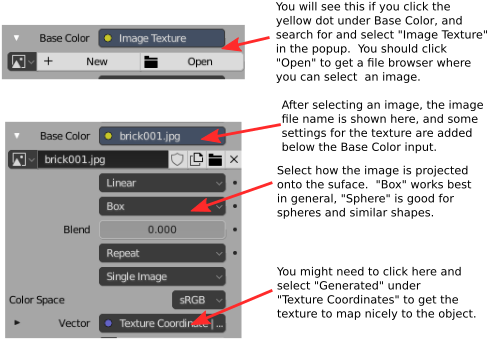 You will see this if you click the
yellow dot under Base Color, and
search for and select "Image Texture"
in the popup. You should click
"Open" to get a file browser where
you can select an image.
Base Color Image Texture
+ New Open
After selecting an image, the image
file name is shown here, and some
settings for the texture are added
below the Base Color input.
Base Color brick001.jpg
brick001.jpg
Select how the image is projected
onto the suface. "Box" works best
in general, "Sphere" is good for
spheres and similar shapes.
Linear
Box
Blend 0.000
Repeat
Single Image
You might need to click here and
select "Generated" under
"Texture Coordinates" to get the
texture to map nicely to the object.
Color Space sRGB
Vector Texture Coordinate | ...